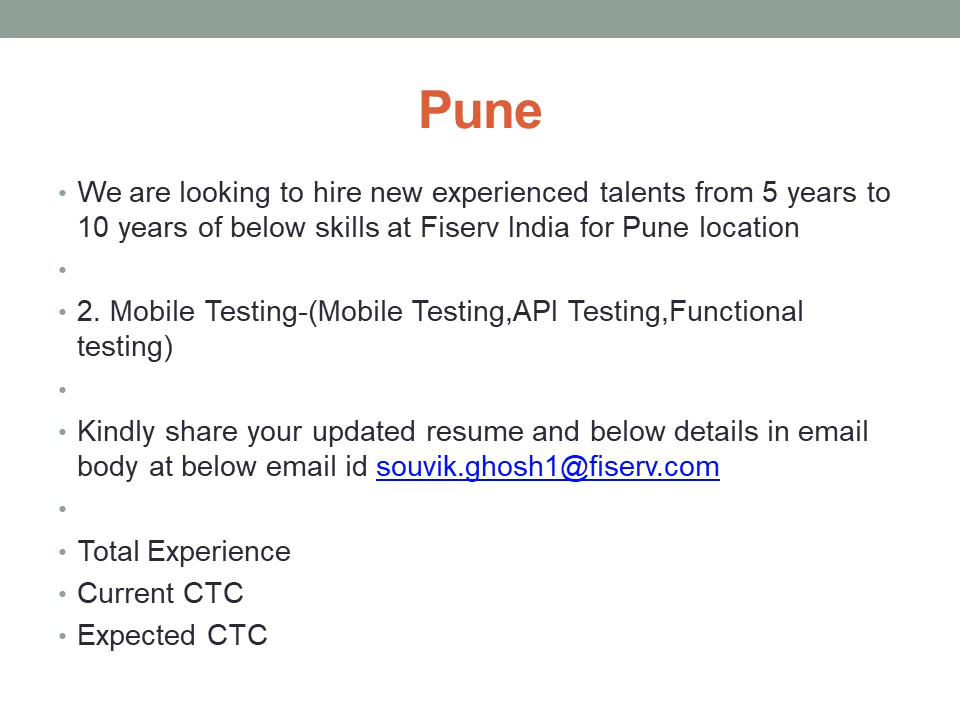 Pune
• We are looking to hire new experienced talents from 5 years to
10 years of below skills at Fiserv India for Pune location
•
• 2. Mobile Testing-(Mobile Testing,API Testing,Functional
testing)
•
• Kindly share your updated resume and below details in email
body at below email id souvik.ghosh1@fiserv.com
•
• Total Experience
• Current CTC
• Expected CTC